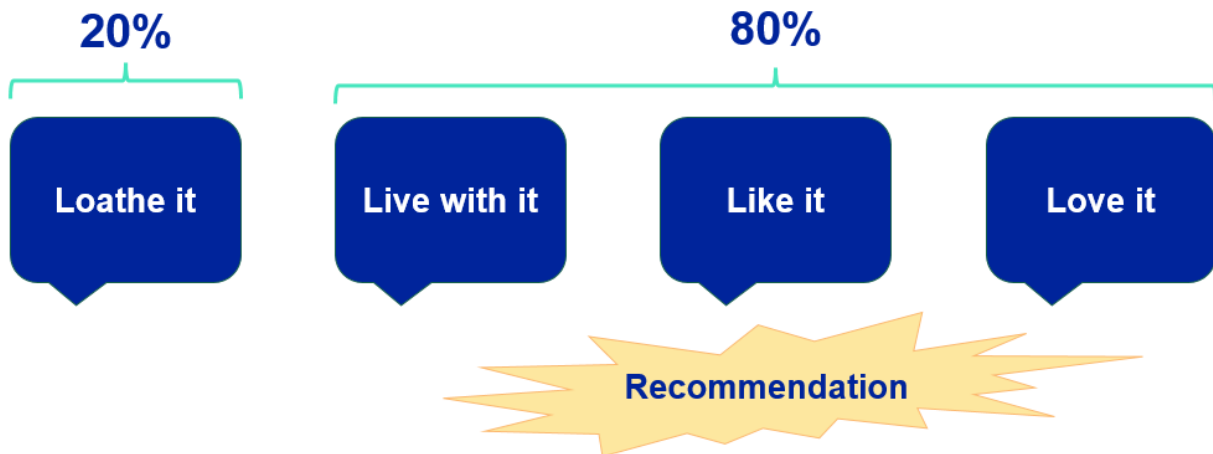 20%
80%
Loathe it
Live with it
Like it
Love it
Recommendation